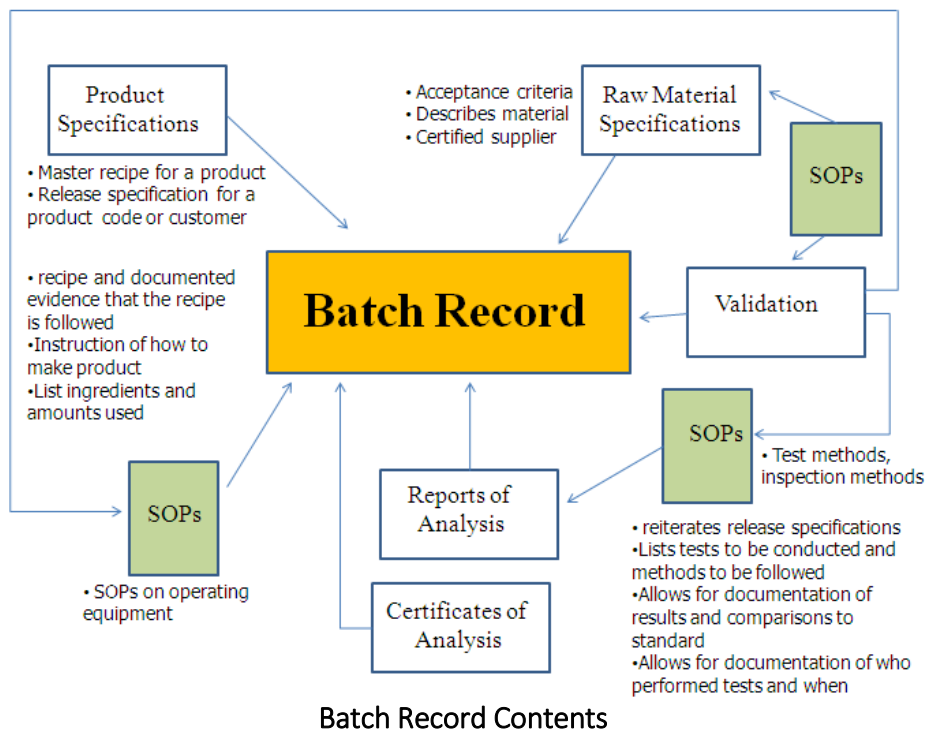 Product
Specifications
• Master recipe for a product
• Release specification for a
product code or customer
• Acceptance criteria
• Describes material
• Certified supplier
Raw Material
Specifications
SOPs
• recipe and documented
evidence that the recipe
is followed
•Instruction of how to
make product
•List ingredients and
amounts used
Batch Record
Validation
SOPs
• Test methods,
inspection methods
SOPs
• SOPs on operating
equipment
Reports of
Analysis
Certificates of
Analysis
• reiterates release specifications
•Lists tests to be conducted and
methods to be followed
• Allows for documentation of
results and comparisons to
standard
•Allows for documentation of who
performed tests and when
Batch Record Contents